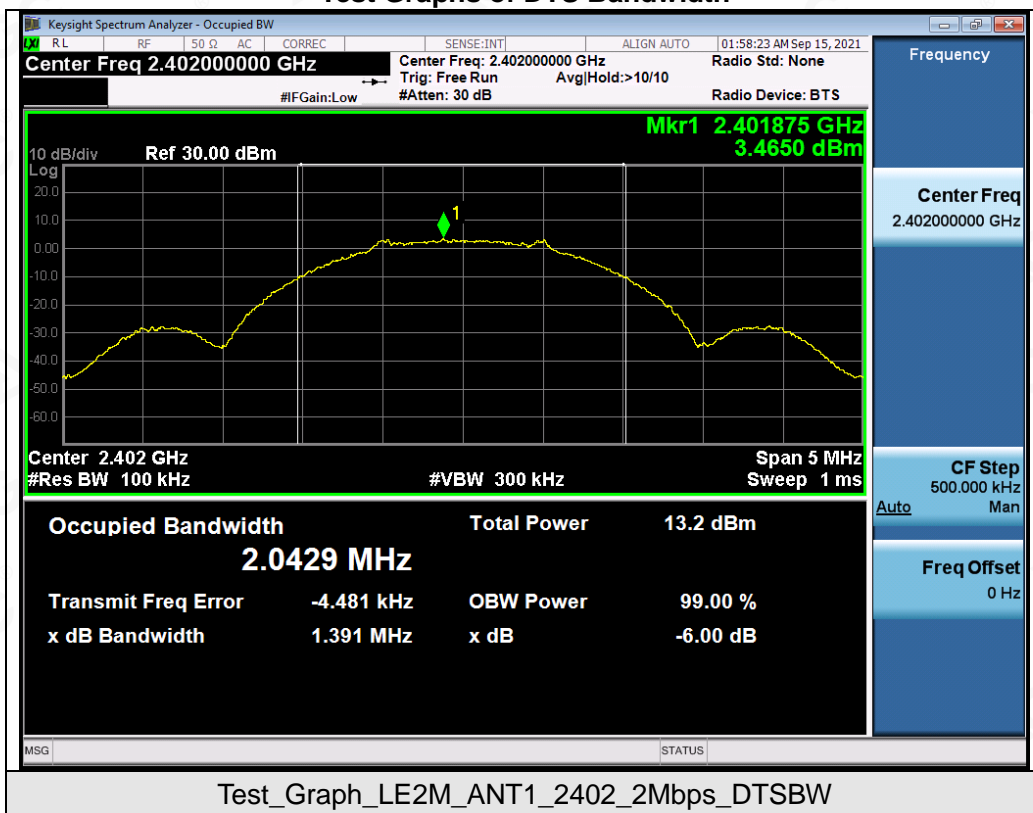 Test Graphs of DTS Bandwidth
Keysight Spectrum Analyzer - Occupied BW
LXI RL RF 50 Ω AC CORREC SENSE:INT ALIGN AUTO 01:58:23 AM Sep 15, 2021
Center Freq 2.402000000 GHz Center Freq: 2.402000000 GHz Radio Std: None
Trig: Free Run Avg|Hold:>10/10
#IFGain:Low #Atten: 30 dB Radio Device: BTS
Mkr1 2.401875 GHz
3.4650 dBm
10 dB/div Ref 30.00 dBm
Log
20.0
10.0
0.00
-10.0
-20.0
-30.0
-40.0
-50.0
-60.0
1
Center 2.402 GHz Span 5 MHz
#Res BW 100 kHz #VBW 300 kHz Sweep 1 ms
Occupied Bandwidth Total Power 13.2 dBm
2.0429 MHz
Transmit Freq Error -4.481 kHz OBW Power 99.00 %
x dB Bandwidth 1.391 MHz x dB -6.00 dB
MSG STATUS
Frequency
Center Freq
2.402000000 GHz
CF Step
500.000 kHz
Auto Man
Freq Offset
0 Hz
Test_Graph_LE2M_ANT1_2402_2Mbps_DTSBW